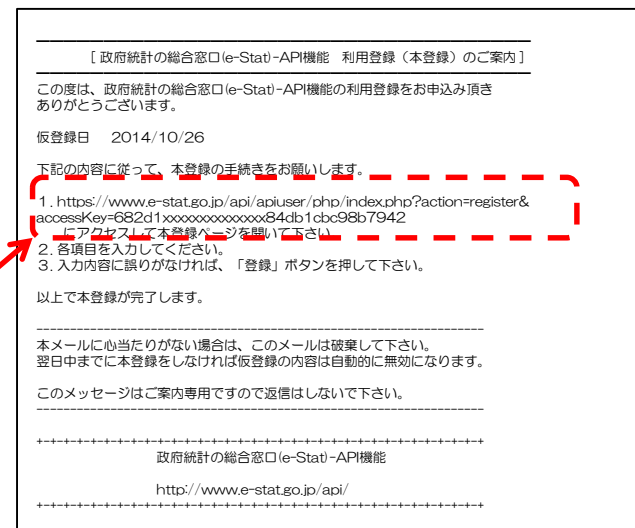 [ 政府統計の総合窓口(e-Stat)-API機能　利用登録（本登録）のご案内 ]
この度は、政府統計の総合窓口(e-Stat)-API機能の利用登録をお申込み頂き
ありがとうございます。
仮登録日　2014/10/26
下記の内容に従って、本登録の手続きをお願いします。
1. https://www.e-stat.go.jp/api/apiuser/php/index.php?action=register&
accessKey=682d1xxxxxxxxxxxxxxx84db1cbc98b7942
にアクセスして本登録ページを開いて下さい。
2. 各項目を入力してください。
3. 入力内容に誤りがなければ、「登録」ボタンを押して下さい。
以上で本登録が完了します。
--------------------------------------------------------------------
本メールに心当たりがない場合は、このメールは破棄して下さい。
翌日中までに本登録をしなければ仮登録の内容は自動的に無効になります。
このメッセージはご案内専用ですので返信はしないで下さい。
--------------------------------------------------------------------
+-+-+-+-+-+-+-+-+-+-+-+-+-+-+-+-+-+-+-+-+-+-+-+-+-+-+-+-+-+-+-+-+-+
政府統計の総合窓口(e-Stat)-API機能
http://www.e-stat.go.jp/api/
+-+-+-+-+-+-+-+-+-+-+-+-+-+-+-+-+-+-+-+-+-+-+-+-+-+-+-+-+-+-+-+-+-+